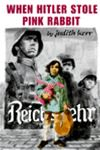 WHEN HITLER STOLE
PINK RABBIT
by judith kerr
Reichswehr